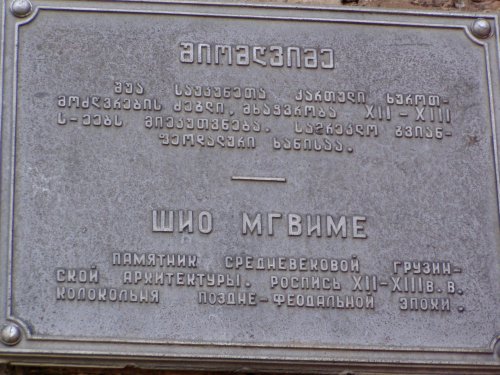 შიომღვიმე
შუა საუკუნეთა ქართული ხუროთ-
მოძღვრების ძეგლი. მხატვრობა XII–XIII
ს-ებს მიეკუთვნება. სამრეკლო გვიან-
ფეოდალური ხანისაა.
ШИО МГВИМЕ
ПАМЯТНИК СРЕДНЕВЕКОВОЙ ГРУЗИН-
СКОЙ АРХИТЕКТУРЫ. РОСПИСЬ XII-XIII В.В.
КОЛОКОЛЬНЯ ПОЗДНЕ-ФЕОДАЛЬНОЙ ЭПОХИ.